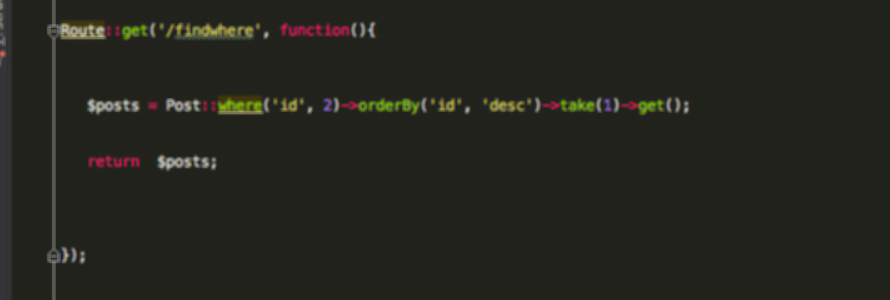 Route::get('/findwhere', function(){
$posts = Post::where('id', 2)->orderBy('id', 'desc')->take(1)->get();
return $posts;
});